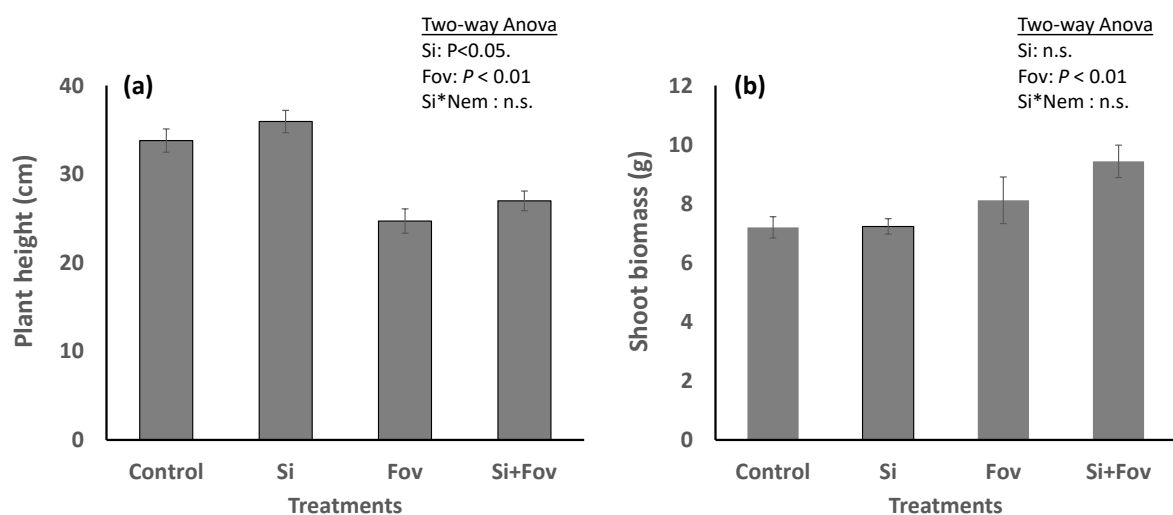 Two-way Anova
Si: P<0.05.
Fov: P < 0.01
Si*Nem : n.s.
(a)
40
30
20
10
0
Plant height (cm)
Control Si Fov Si+Fov
Treatments
Two-way Anova
Si: n.s.
Fov: P < 0.01
Si*Nem : n.s.
(b)
12
10
8
6
4
2
0
Shoot biomass (g)
Control Si Fov Si+Fov
Treatments